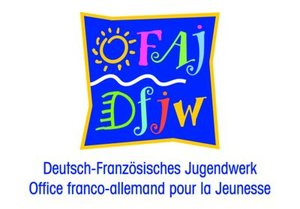 OFAj
Dfjw
Deutsch-Französisches Jugendwerk
Office franco-allemand pour la Jeunesse